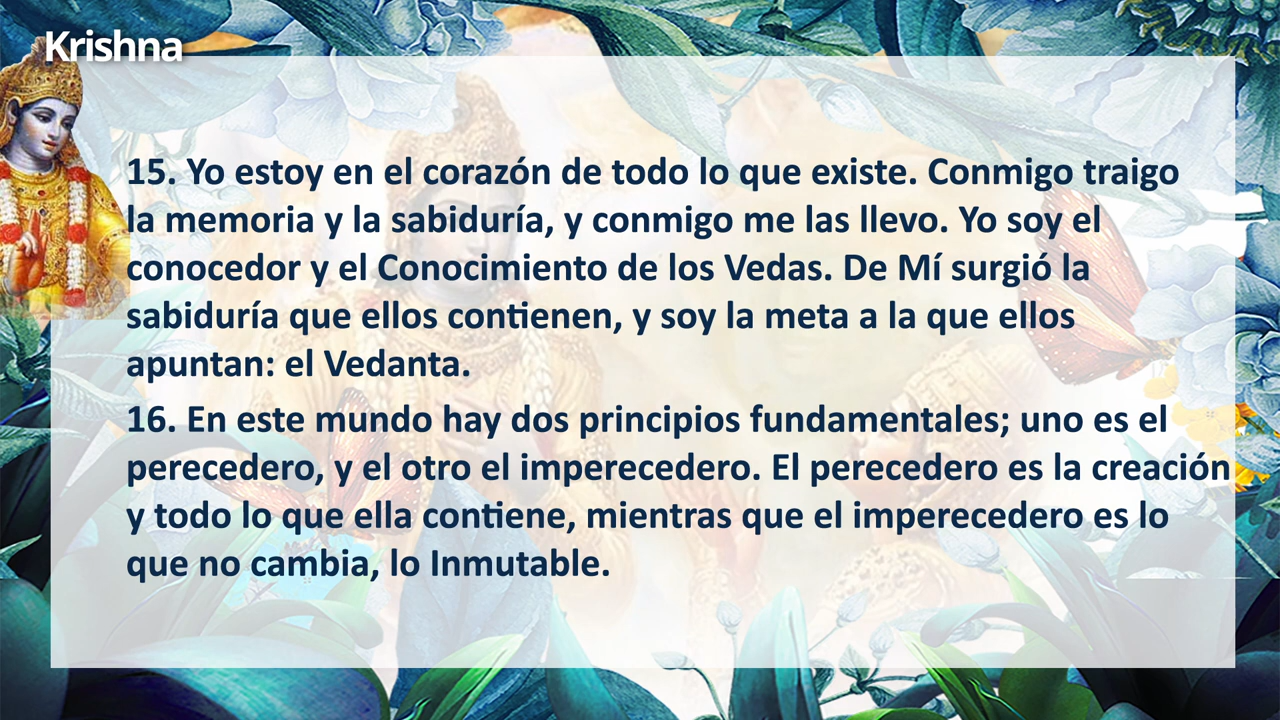 Krishna
15. Yo estoy en el corazón de todo lo que existe. Conmigo traigo
la memoria y la sabiduría, y conmigo me las llevo. Yo soy el
conocedor y el Conocimiento de los Vedas. De Mí surgió la
sabiduría que ellos contienen, y soy la meta a la que ellos
apuntan: el Vedanta.
16. En este mundo hay dos principios fundamentales; uno es el
perecedero, y el otro el imperecedero. El perecedero es la creación
y todo lo que ella contiene, mientras que el imperecedero es lo
que no cambia, lo Inmutable.